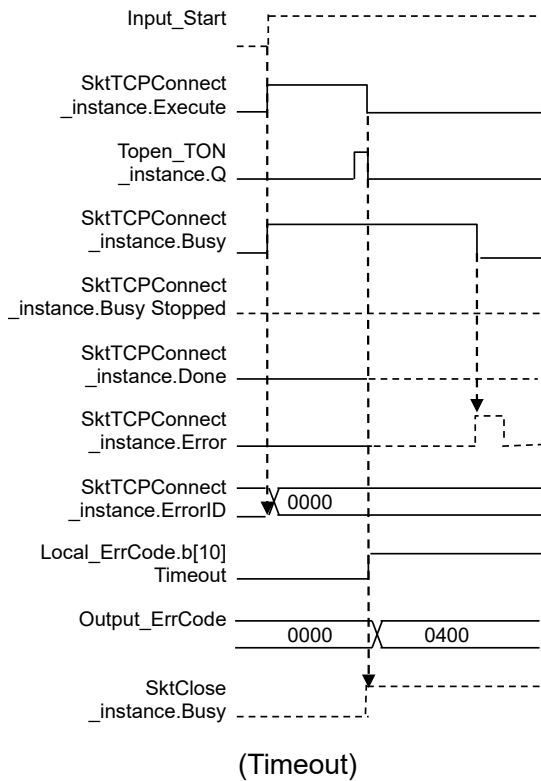 Input_Start
SktTCPConnect
_instance.Execute
Topen_TON
_instance.Q
SktTCPConnect
_instance.Busy
SktTCPConnect
_instance.Busy Stopped
SktTCPConnect
_instance.Done
SktTCPConnect
_instance.Error
SktTCPConnect
_instance.ErrorID
0000
Local_ErrCode.b[10]
Timeout
Output_ErrCode
0000
0400
SktClose
_instance.Busy
(Timeout)